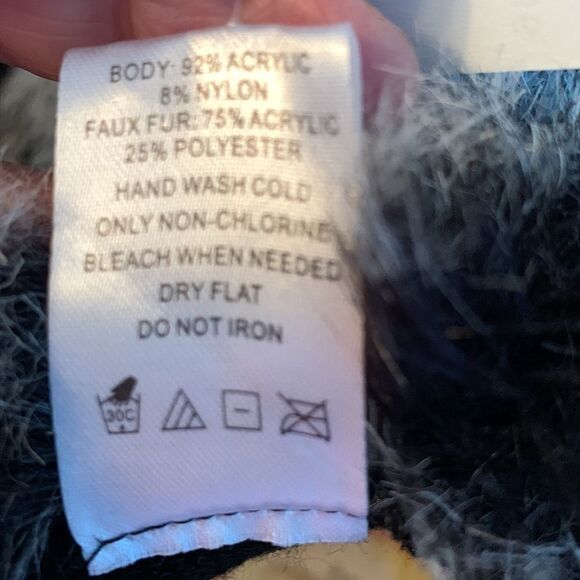 BODY: 92% ACRYLIC
8% NYLON
FAUX FUR: 75% ACRYLIC
25% POLYESTER
HAND WASH COLD
ONLY NON-CHLORINE
BLEACH WHEN NEEDED
DRY FLAT
DO NOT IRON
30C